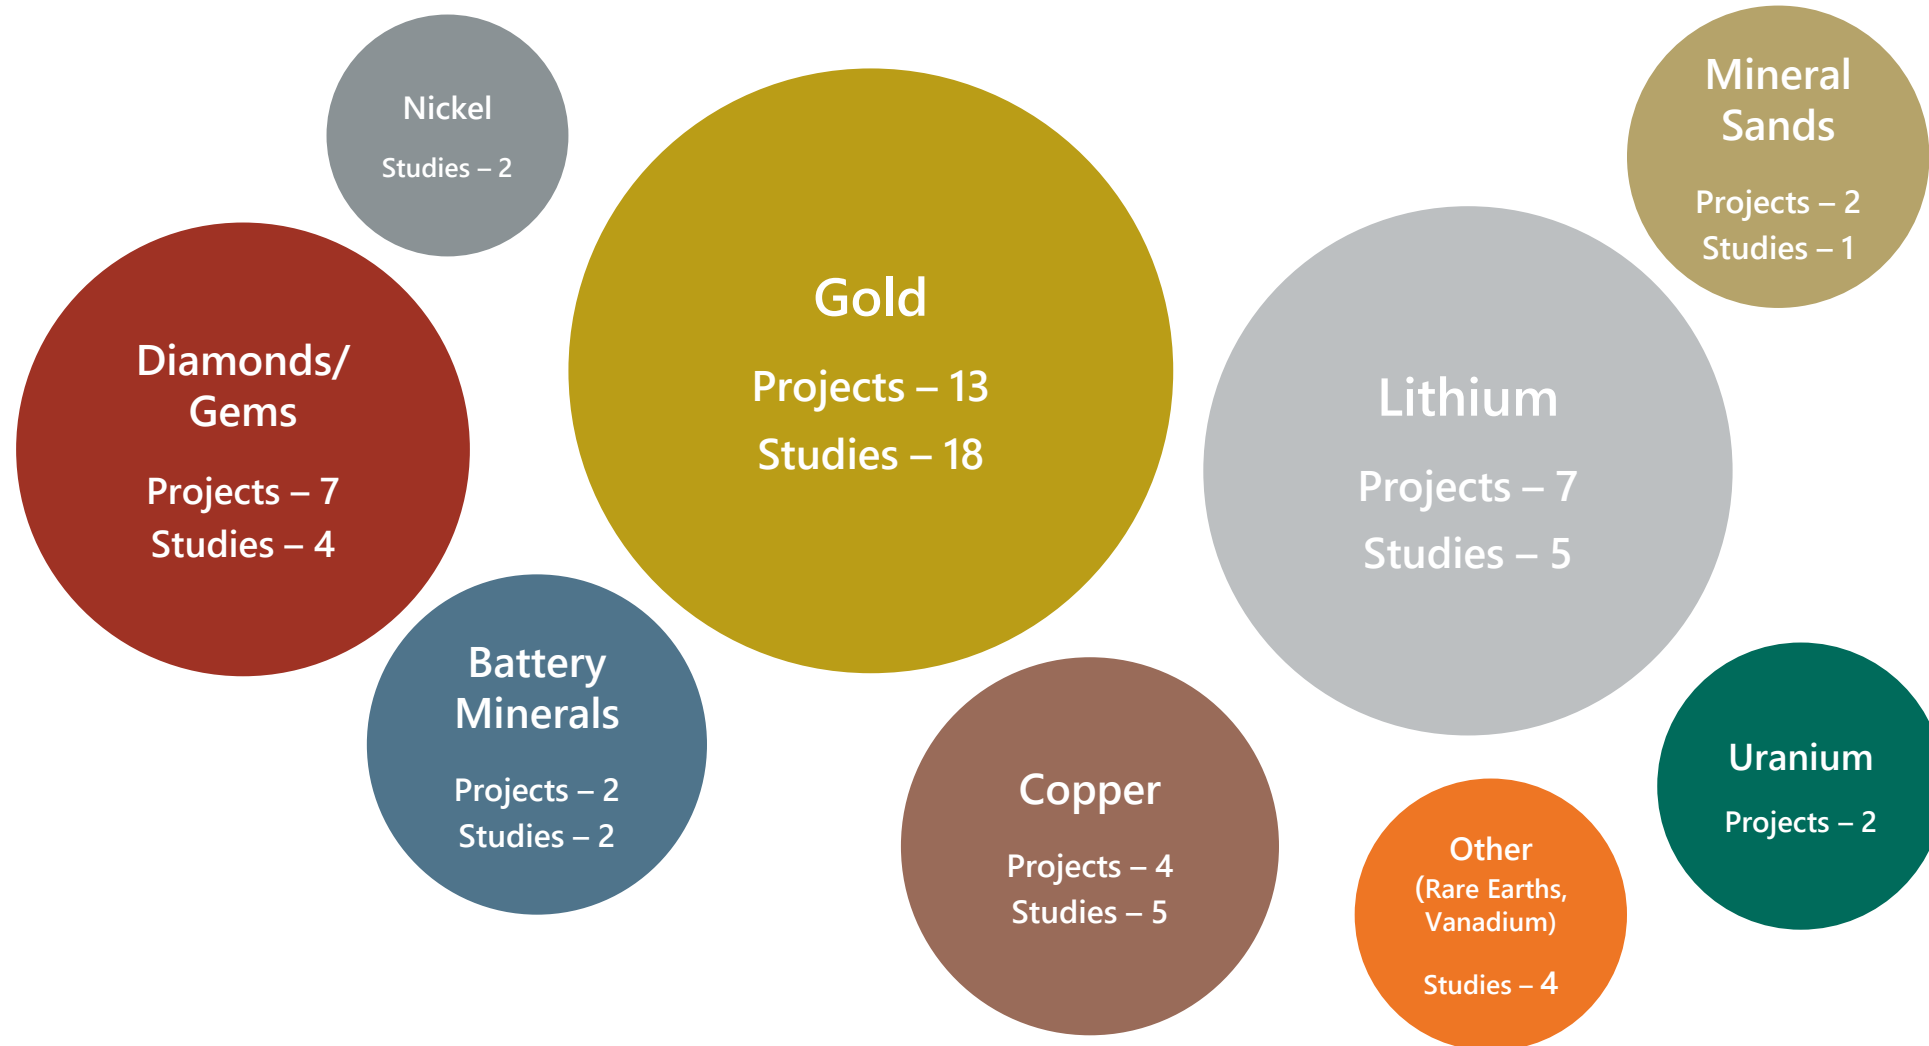 Nickel
Studies – 2
Diamonds/
Gems
Projects – 7
Studies – 4
Gold
Projects – 13
Studies – 18
Battery
Minerals
Projects – 2
Studies – 2
Copper
Projects – 4
Studies – 5
Lithium
Projects – 7
Studies – 5
Mineral
Sands
Projects – 2
Studies – 1
Other
(Rare Earths,
Vanadium)
Studies – 4
Uranium
Projects – 2